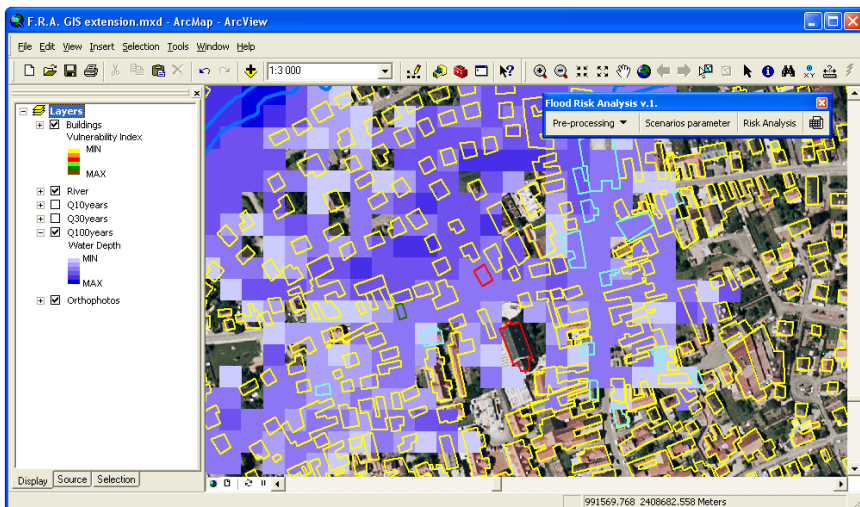 F.R.A. GIS extension.mxd - ArcMap - ArcView
File Edit View Insert Selection Tools Window Help
1:3 000
Flood Risk Analysis v.1.
Pre-processing Scenarios parameter Risk Analysis
Layers
Buildings
Vulnerability Index
MIN
MAX
River
Q10years
Q30years
Q100years
Water Depth
MIN
MAX
Orthophotos
Display Source Selection
991569.768 2408682.558 Meters